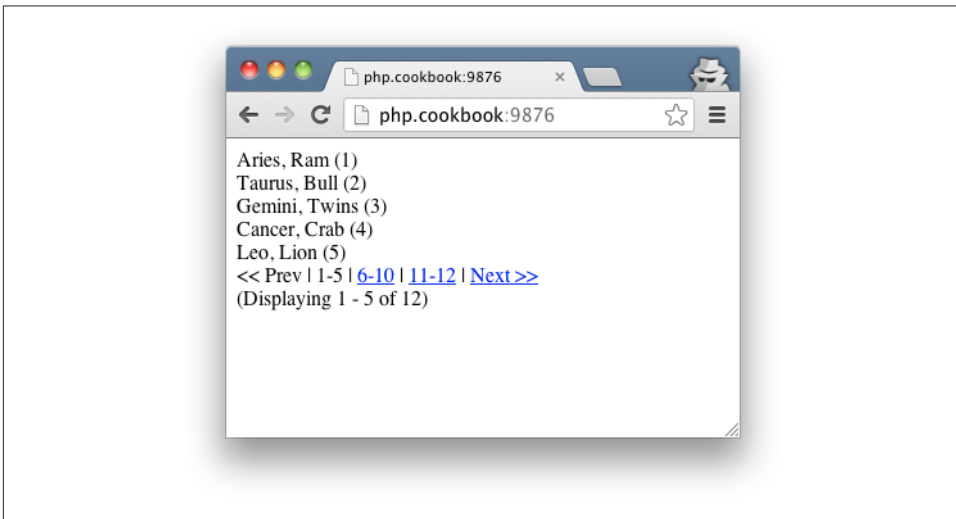 php.cookbook:9876
php.cookbook:9876
Aries, Ram (1)
Taurus, Bull (2)
Gemini, Twins (3)
Cancer, Crab (4)
Leo, Lion (5)
<< Prev | 1-5 | 6-10 | 11-12 | Next >>
(Displaying 1 - 5 of 12)